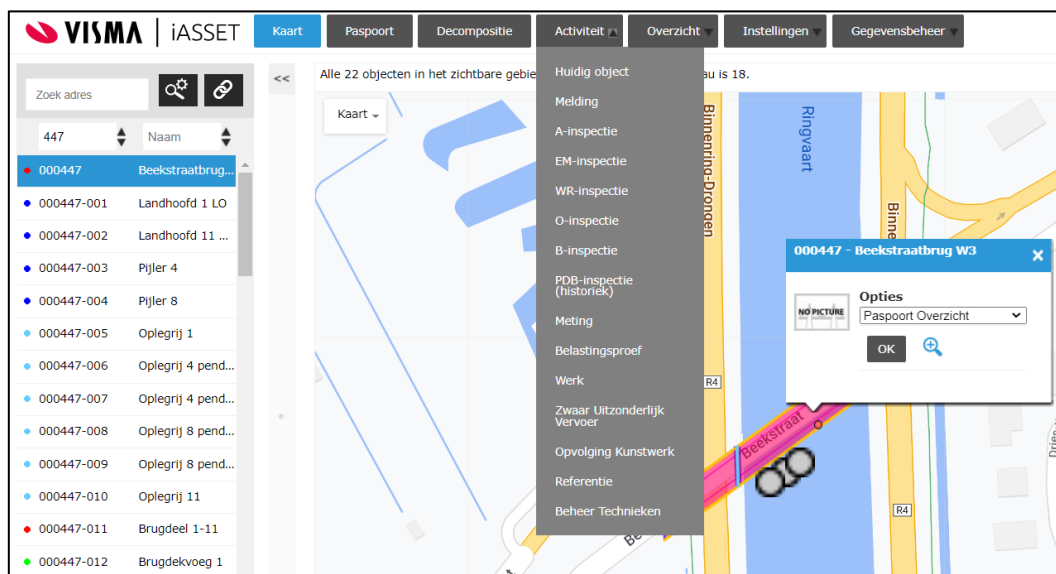 VISMA | iASSET
Kaart
Paspoort
Decompositie
Activiteit
Overzicht
Instellingen
Gegevensbeheer
Zoek adres
<<
447
Naam
000447 Beekstraatbrug...
000447-001 Landhoofd 1 LO
000447-002 Landhoofd 11 ...
000447-003 Pijler 4
000447-004 Pijler 8
000447-005 Oplegrij 1
000447-006 Oplegrij 4 pend...
000447-007 Oplegrij 4 pend...
000447-008 Oplegrij 8 pend...
000447-009 Oplegrij 8 pend...
000447-010 Oplegrij 11
000447-011 Brugdeel 1-11
000447-012 Brugdekvoeg 1
Alle 22 objecten in het zichtbare gebie
au is 18.
Kaart
Huidig object
Melding
A-inspectie
EM-inspectie
WR-inspectie
O-inspectie
B-inspectie
PDB-inspectie
(historiek)
Meting
Belastingsproef
Werk
Zwaar Uitzonderlijk
Vervoer
Opvolging Kunstwerk
Referentie
Beheer Technieken
Binnenring-Drongen
Ringvaart
Binne
000447 - Beekstraatbrug W3
×
NO PICTURE
Opties
Paspoort Overzicht
OK
R4
Beekstraat
R4
Be
Dries